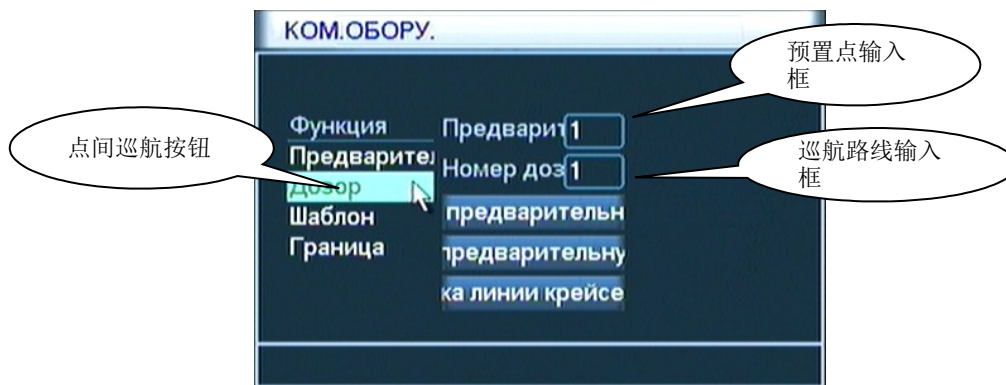 КОМ.ОБОРУ.
预置点输入
框
点间巡航按钮
Функция
Предварит 1
Предварител
Номер доз 1
巡航路线输入
框
Дозор
Шаблон
предварительн
Граница
предварительну
ка линии крейсе